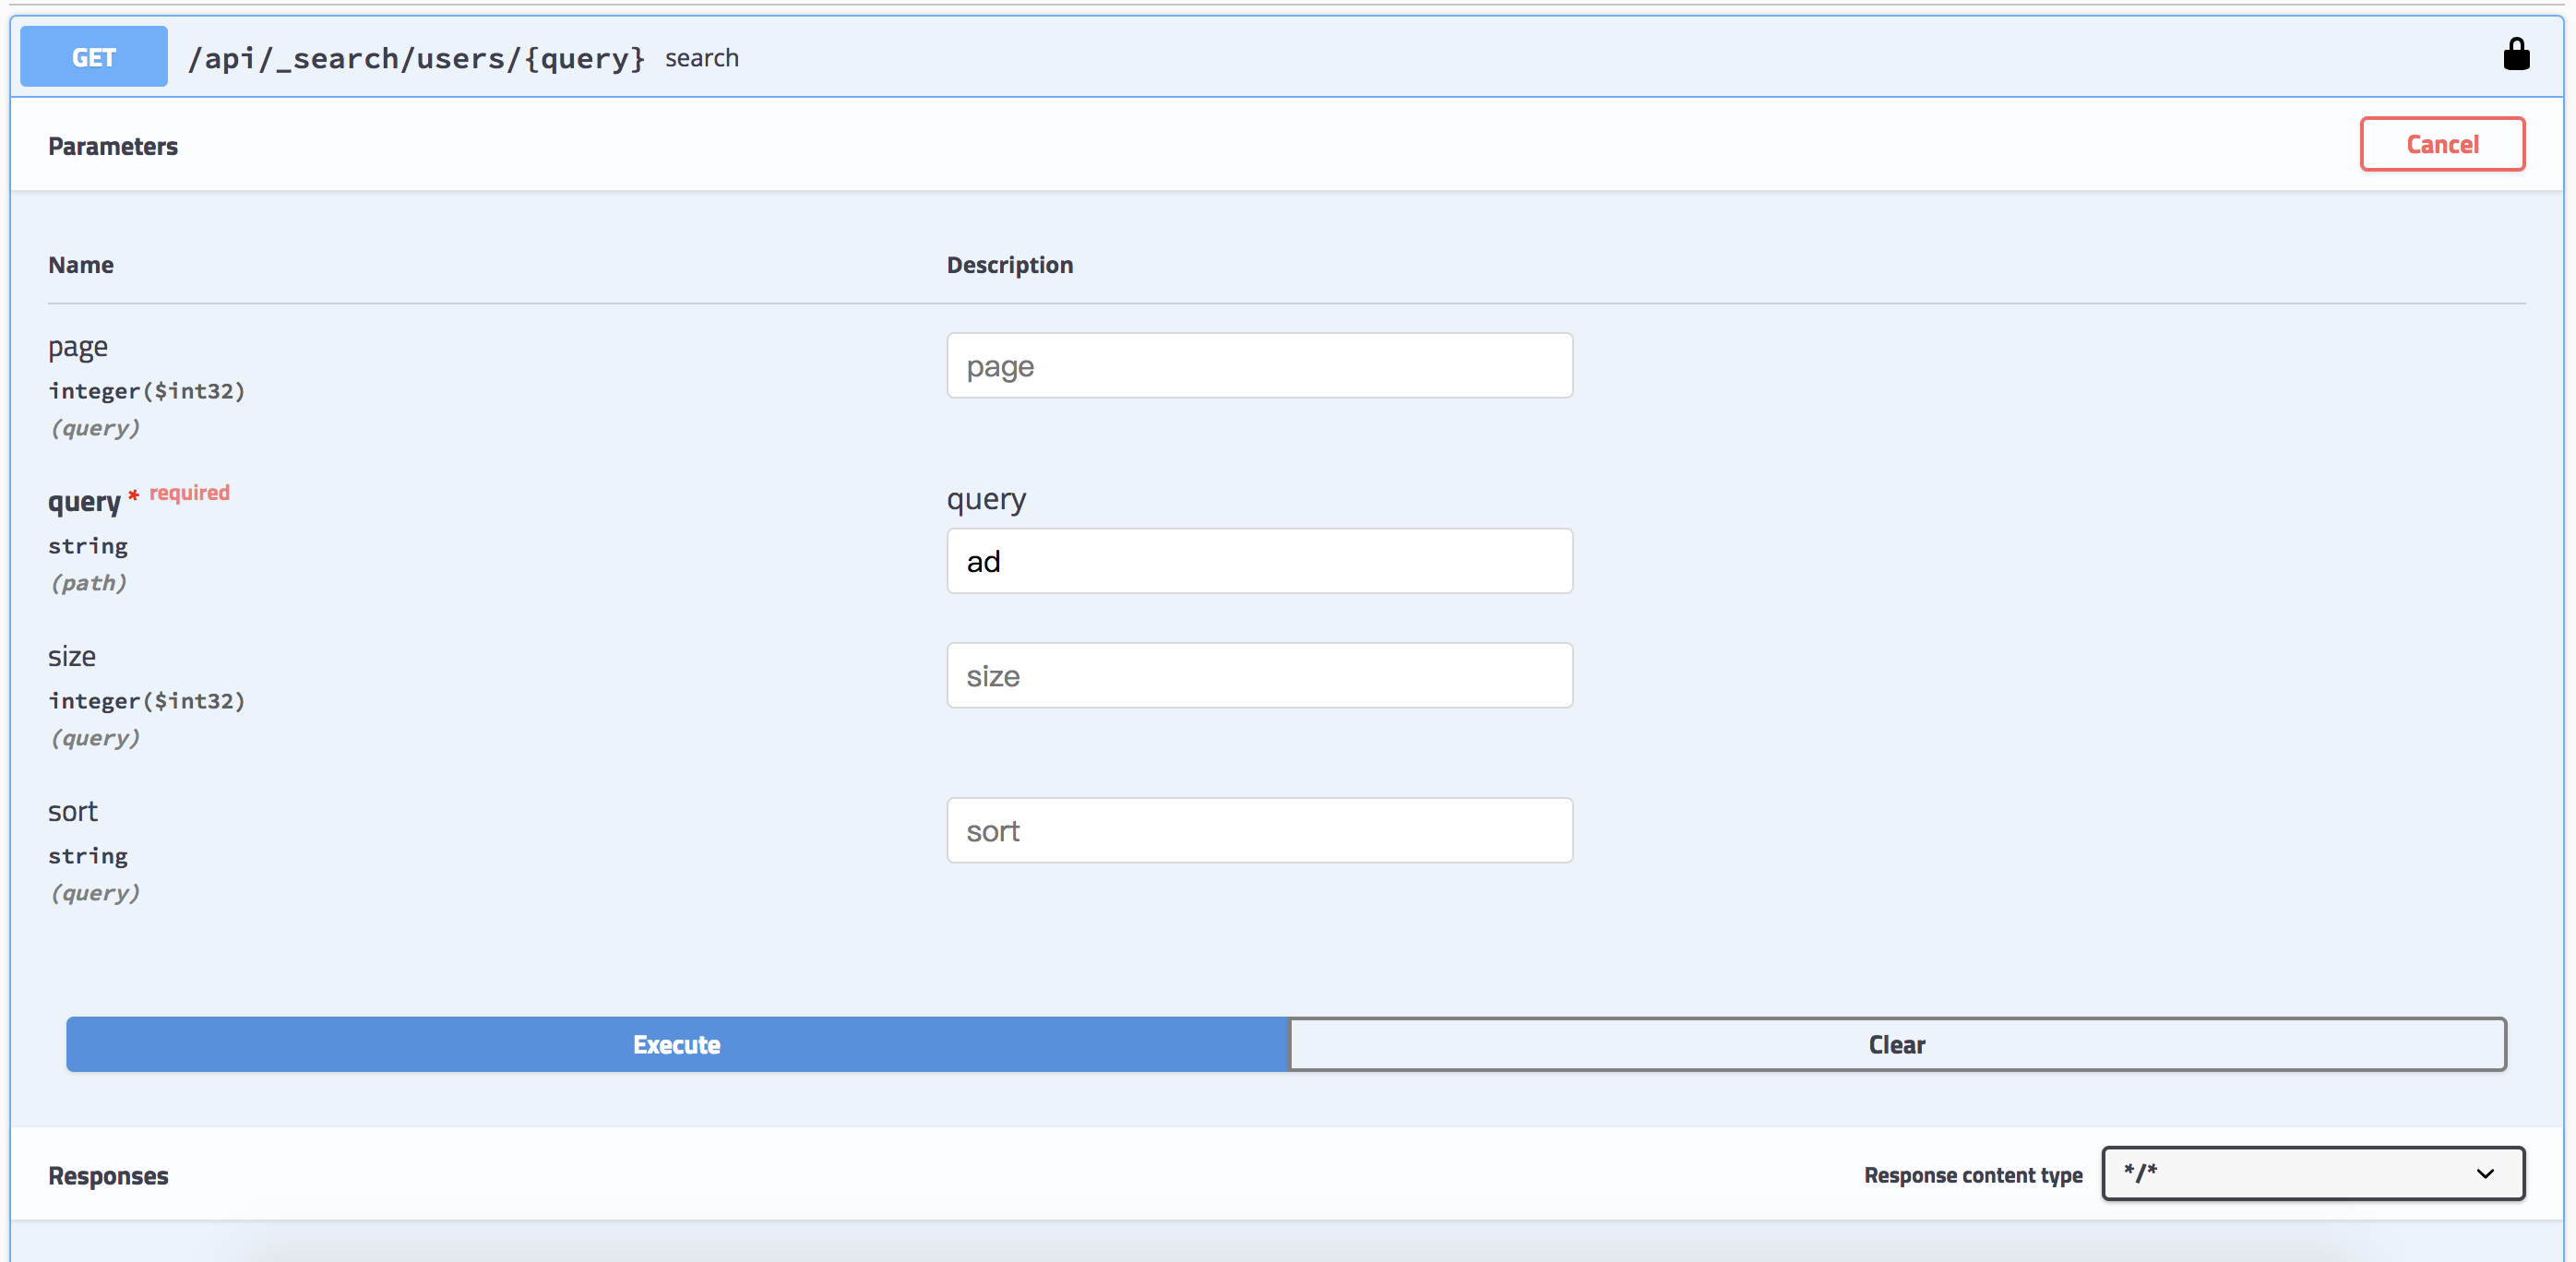 GET /api/_search/users/{query} search
Parameters Cancel
Name Description
page page
integer($int32)
(query)
query * required query
string ad
(path)
size size
integer($int32)
(query)
sort sort
string
(query)
Execute Clear
Responses Response content type */*